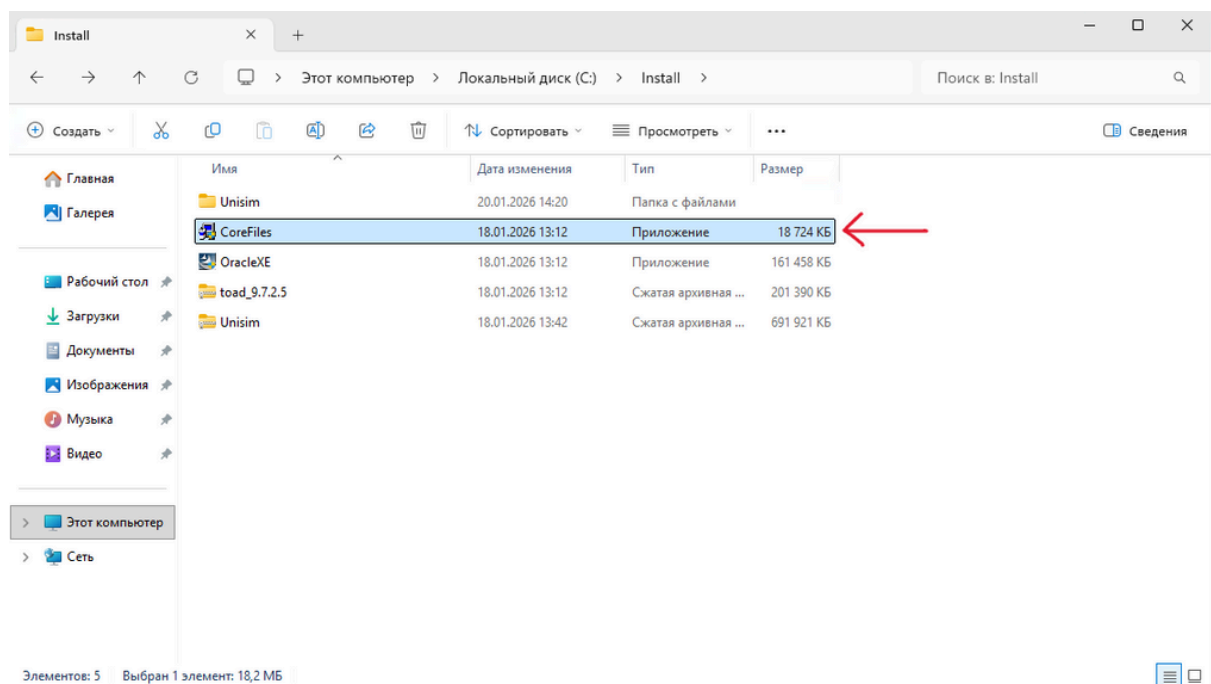 Install
Этот компьютер > Локальный диск (C:) > Install >
Поиск в: Install
Создать
Сортировать
Просмотреть
Сведения
Имя Дата изменения Тип Размер
Главная
Галерея
Рабочий стол
Загрузки
Документы
Изображения
Музыка
Видео
Этот компьютер
Сеть
Unisim 20.01.2026 14:20 Папка с файлами
CoreFiles 18.01.2026 13:12 Приложение 18 724 КБ
OracleXE 18.01.2026 13:12 Приложение 161 458 КБ
toad_9.7.2.5 18.01.2026 13:12 Сжатая архивная ... 201 390 КБ
Unisim 18.01.2026 13:42 Сжатая архивная ... 691 921 КБ
Элементов: 5 Выбран 1 элемент: 18,2 МБ